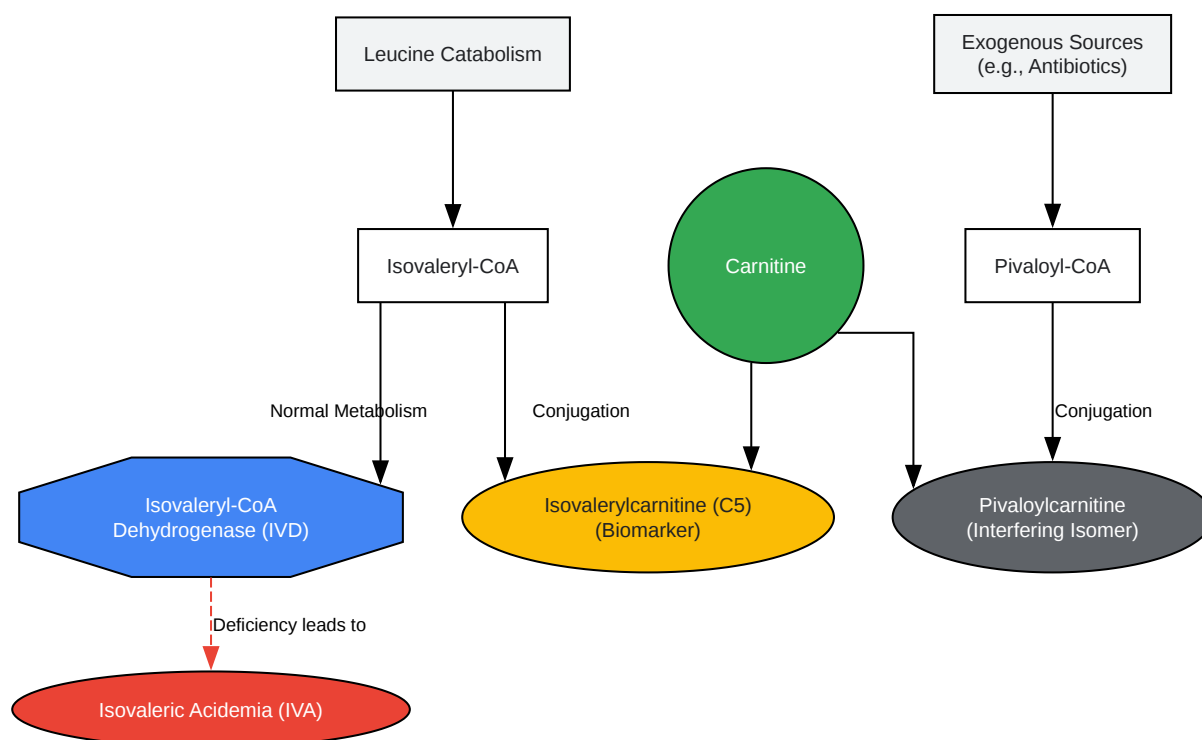 Leucine Catabolism
Exogenous Sources
(e.g., Antibiotics)
Isovaleryl-CoA
Carnitine
Pivaloyl-CoA
Normal Metabolism
Conjugation
Conjugation
Isovaleryl-CoA
Dehydrogenase (IVD)
Isovalerylcarnitine (C5)
(Biomarker)
Pivaloylcarnitine
(Interfering Isomer)
Deficiency leads to
Isovaleric Acidemia (IVA)